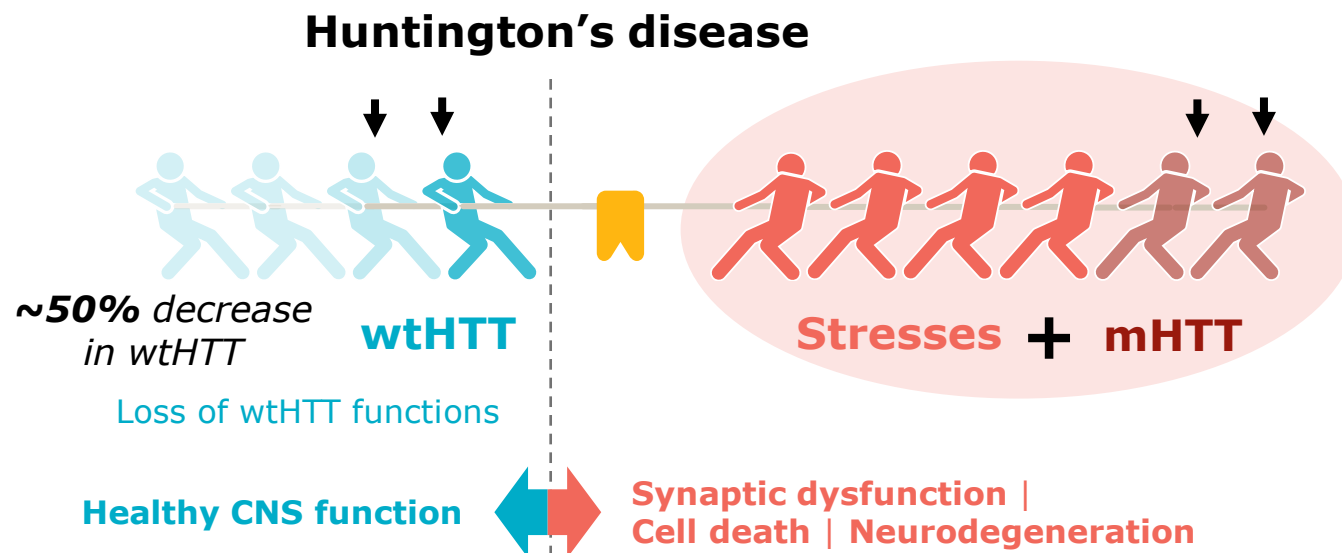 Huntington’s disease
~50% decrease
in wtHTT
wtHTT
Loss of wtHTT functions
Stresses + mHTT
Healthy CNS function
Synaptic dysfunction |
Cell death | Neurodegeneration